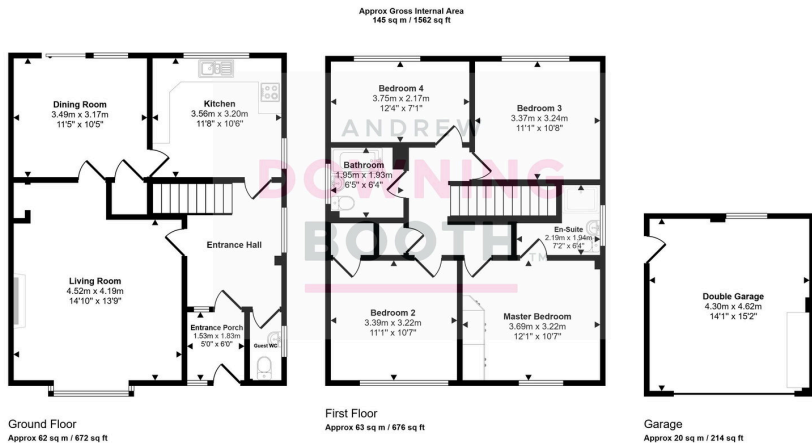 Approx Gross Internal Area
145 sq m / 1562 sq ft
Dining Room
3.49m x 3.17m
11'5" x 10'5"
Kitchen
3.56m x 3.20m
11'8" x 10'6"
Entrance Hall
Living Room
4.52m x 4.19m
14'10" x 13'9"
Entrance Porch
1.53m x 1.83m
5'0" x 6'0"
Guest WC
Ground Floor
Approx 62 sq m / 672 sq ft
Bedroom 4
3.75m x 2.17m
12'4" x 7'1"
Bedroom 3
3.37m x 3.24m
11'1" x 10'8"
Bathroom
1.95m x 1.93m
6'5" x 6'4"
En-Suite
2.19m x 1.94m
7'2" x 6'4"
Bedroom 2
3.39m x 3.22m
11'1" x 10'7"
Master Bedroom
3.69m x 3.22m
12'1" x 10'7"
First Floor
Approx 63 sq m / 676 sq ft
Double Garage
4.30m x 4.62m
14'1" x 15'2"
Garage
Approx 20 sq m / 214 sq ft
ANDREW
DOWNING
BOOTH
TM